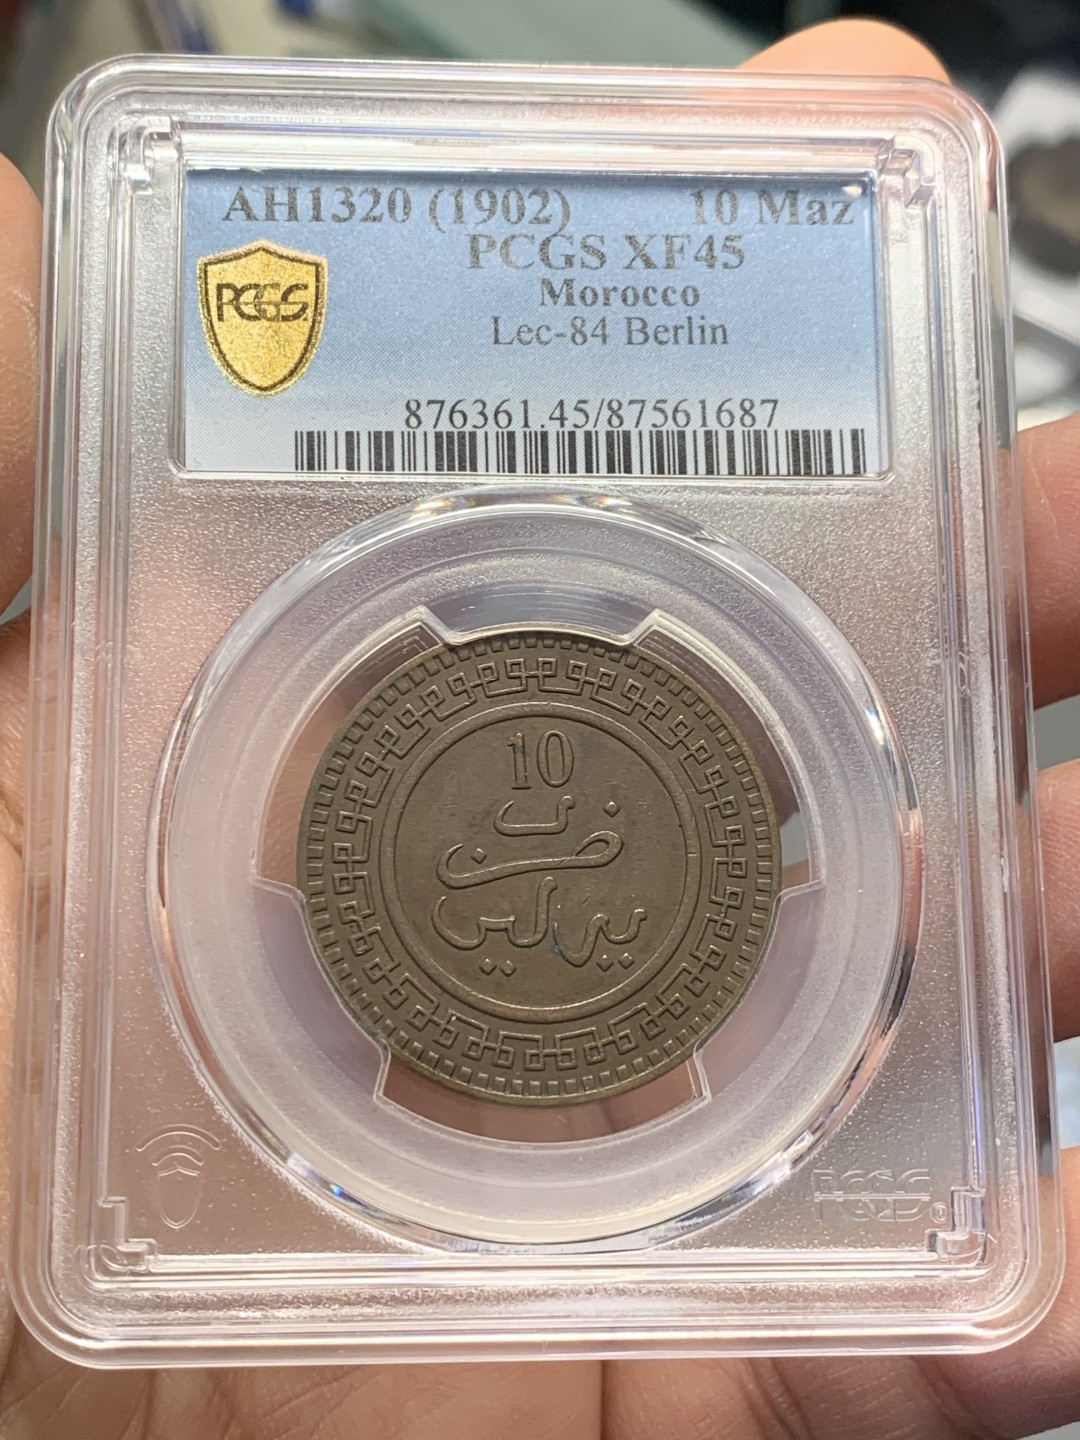 AH1320 (1902) 10 Maz
PCGS XF45
PCGS
Morocco
Lec-84 Berlin
876361.45/87561687
10
ضرب
ببرلين
PCGS